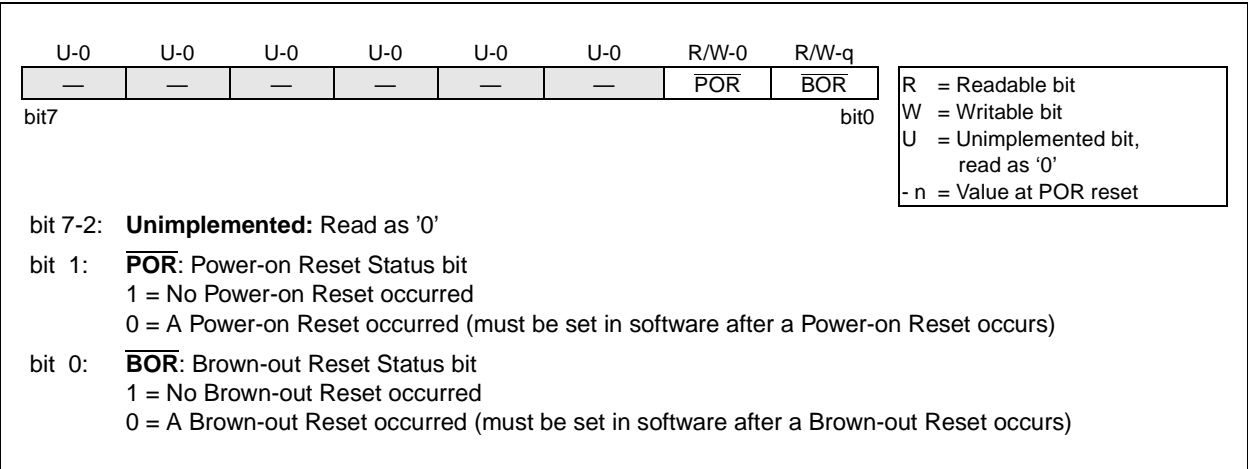 U-0 U-0 U-0 U-0 U-0 U-0 R/W-0 R/W-q
— — — — — — P̅O̅R̅ B̅O̅R̅
bit7 bit0
R = Readable bit
W = Writable bit
U = Unimplemented bit,
read as ‘0’
- n = Value at POR reset
bit 7-2: Unimplemented: Read as '0'
bit 1: P̅O̅R̅: Power-on Reset Status bit
1 = No Power-on Reset occurred
0 = A Power-on Reset occurred (must be set in software after a Power-on Reset occurs)
bit 0: B̅O̅R̅: Brown-out Reset Status bit
1 = No Brown-out Reset occurred
0 = A Brown-out Reset occurred (must be set in software after a Brown-out Reset occurs)